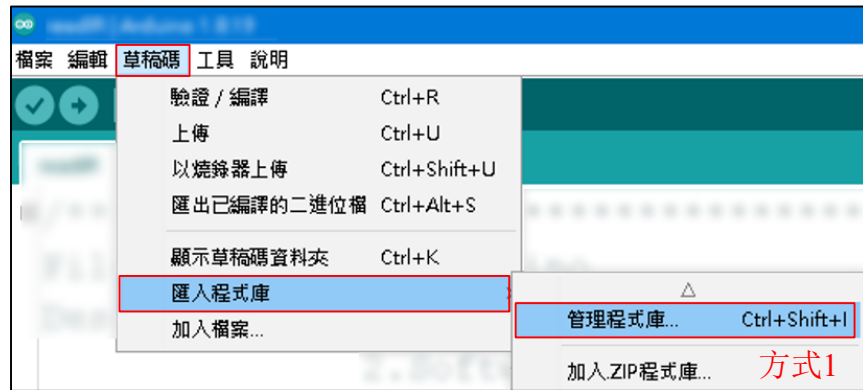 檔案 編輯 草稿碼 工具 說明
驗證 / 編譯 Ctrl+R
上傳 Ctrl+U
以燒錄器上傳 Ctrl+Shift+U
匯出已編譯的二進位檔 Ctrl+Alt+S
顯示草稿碼資料夾 Ctrl+K
匯入程式庫
管理程式庫... Ctrl+Shift+I
加入檔案...
加入.ZIP程式庫... 方式1